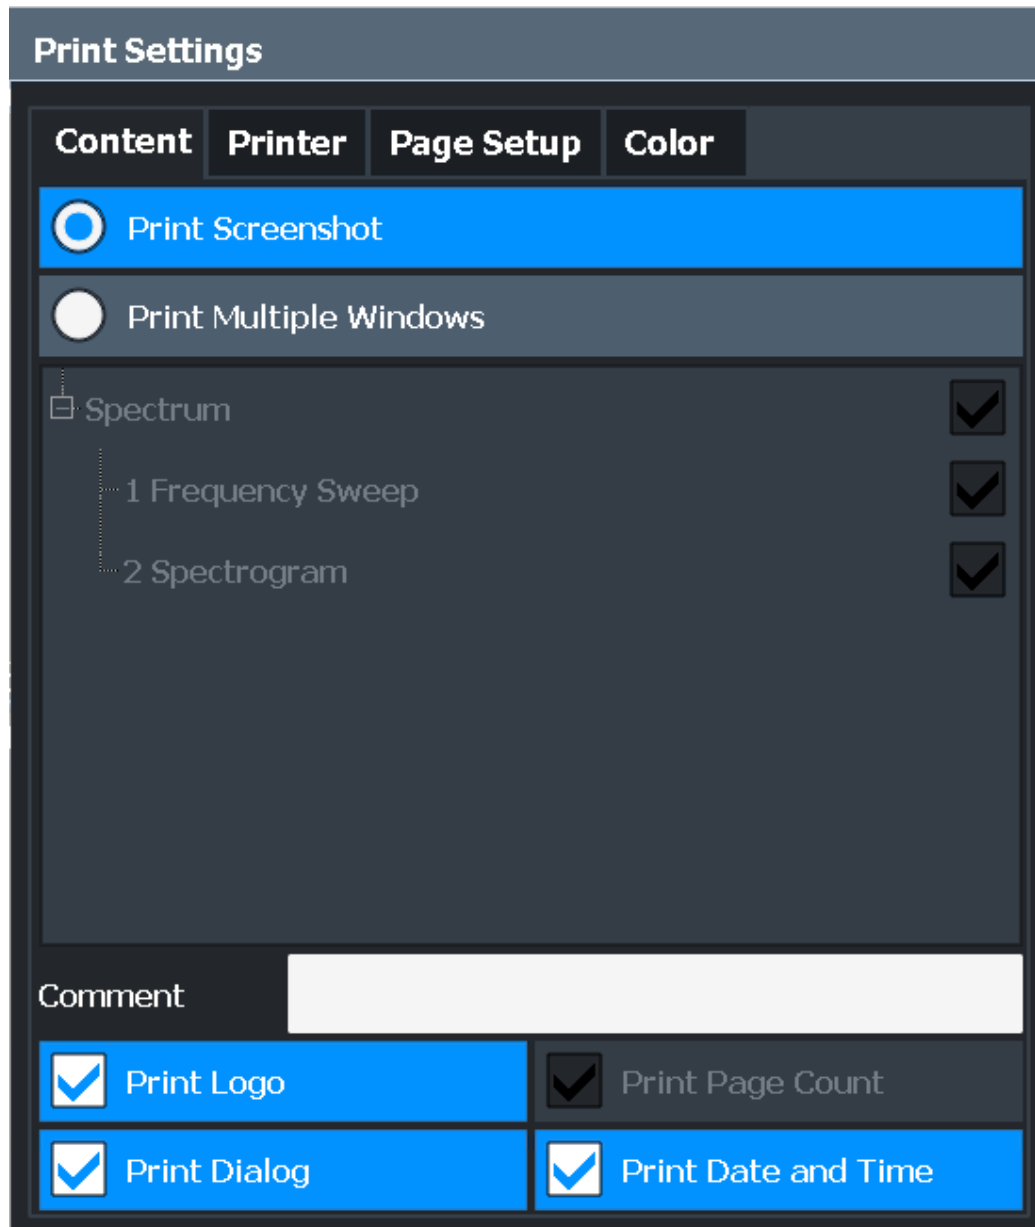 Print Settings
Content Printer Page Setup Color
Print Screenshot
Print Multiple Windows
Spectrum
1 Frequency Sweep
2 Spectrogram
Comment
Print Logo Print Page Count
Print Dialog Print Date and Time